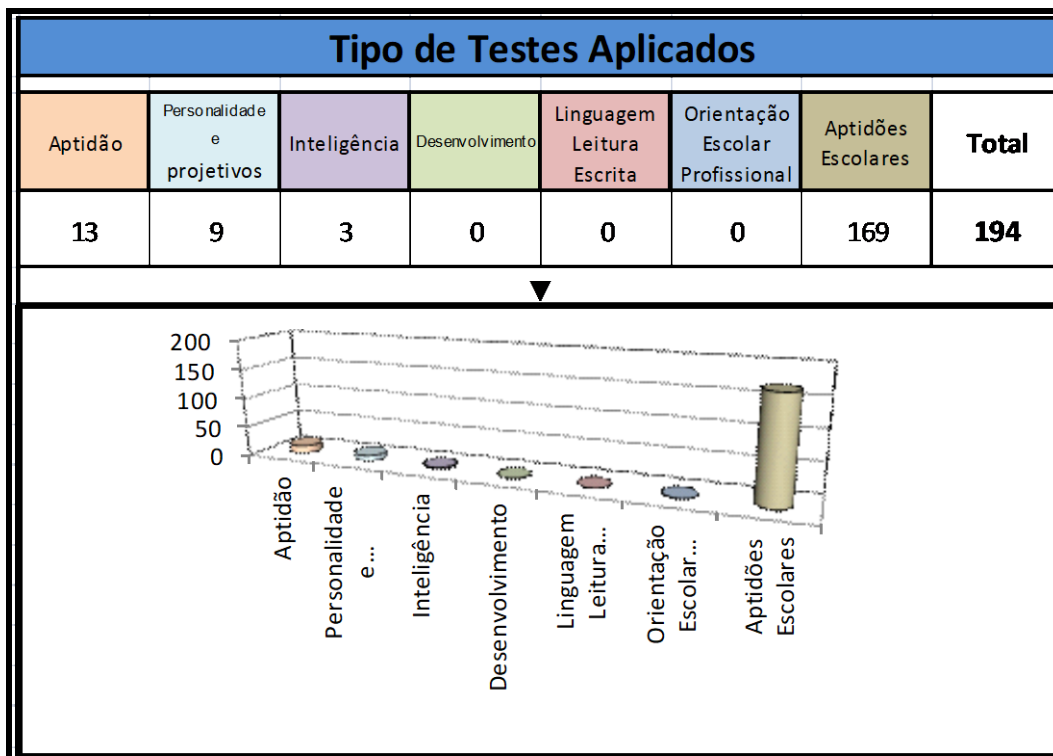 Tipo de Testes Aplicados
Aptidão
Personalidade
e
projetivos
Inteligência
Desenvolvimento
Linguagem
Leitura
Escrita
Orientação
Escolar
Profissional
Aptidões
Escolares
Total
13 9 3 0 0 0 169 194
200
150
100
50
0
Aptidão
Personalidade
e...
Inteligência
Desenvolvimento
Linguagem
Leitura...
Orientação
Escolar...
Aptidões
Escolares